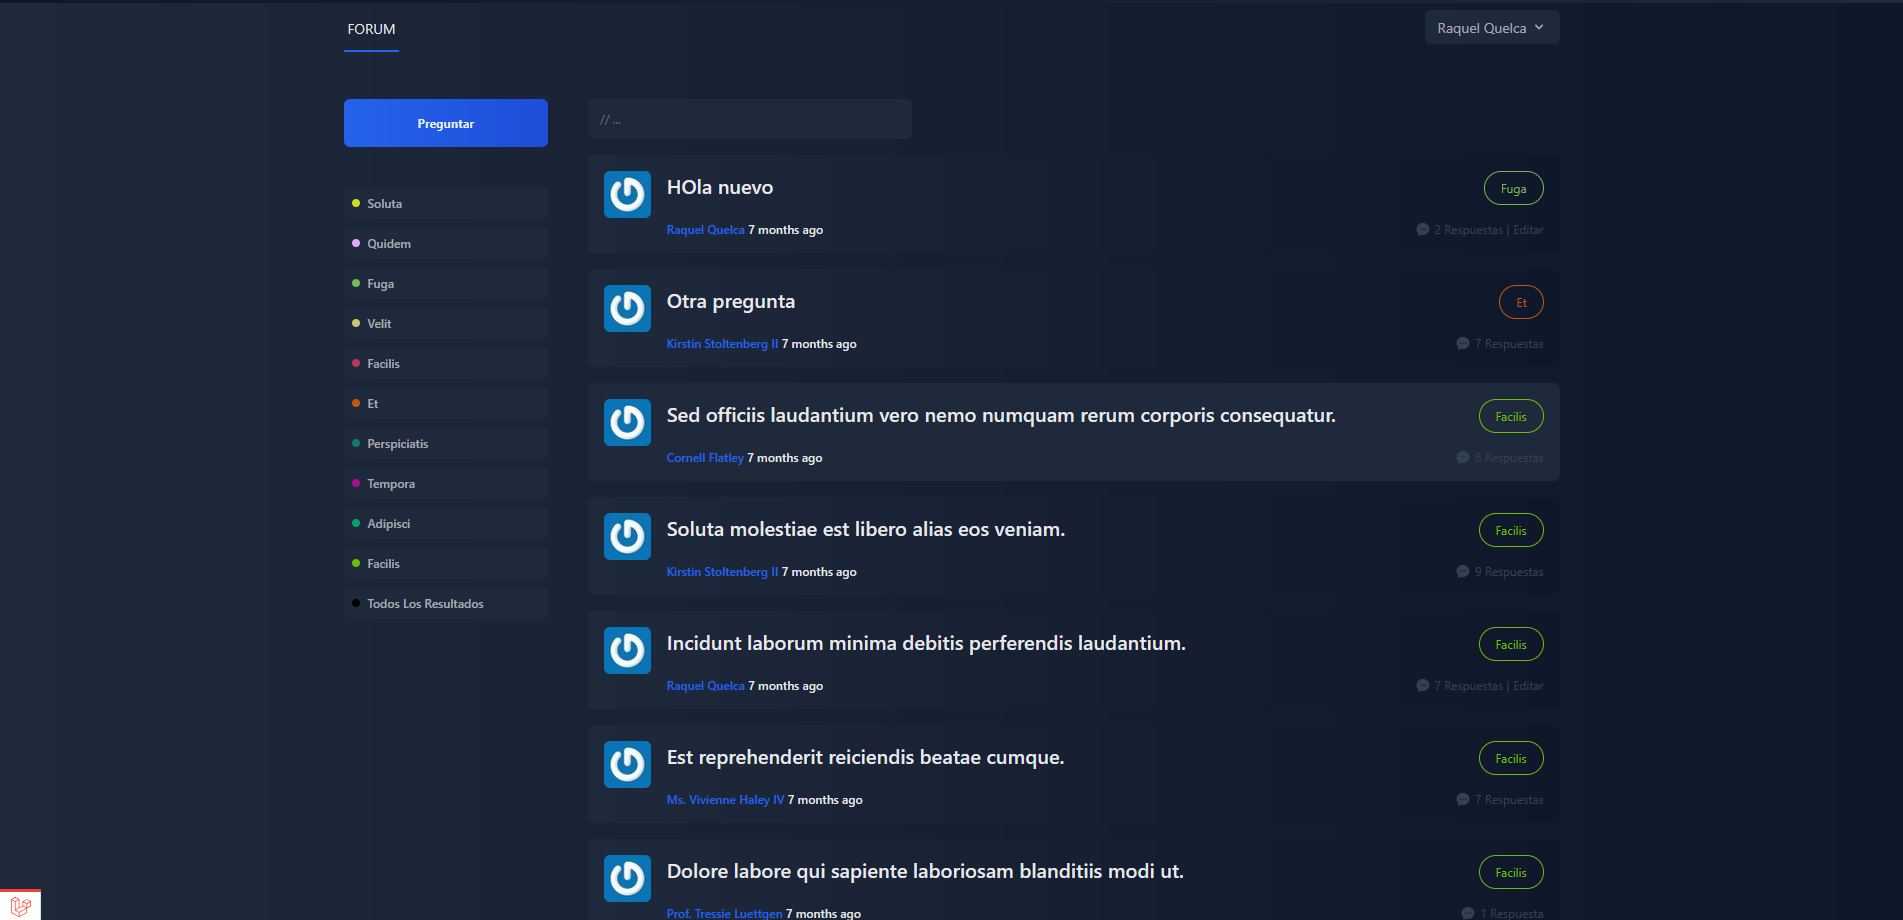 FORUM
Raquel Quelca
Preguntar
// ...
Soluta
Quidem
Fuga
Velit
Facilis
Et
Perspiciatis
Tempora
Adipisci
Facilis
Todos Los Resultados
HOla nuevo
Fuga
Raquel Quelca 7 months ago
2 Respuestas | Editar
Otra pregunta
Et
Kirstin Stoltenberg II 7 months ago
7 Respuestas
Sed officiis laudantium vero nemo numquam rerum corporis consequatur.
Facilis
Cornell Flatley 7 months ago
8 Respuestas
Soluta molestiae est libero alias eos veniam.
Facilis
Kirstin Stoltenberg II 7 months ago
9 Respuestas
Incidunt laborum minima debitis perferendis laudantium.
Facilis
Raquel Quelca 7 months ago
7 Respuestas | Editar
Est reprehenderit reiciendis beatae cumque.
Facilis
Ms. Vivienne Haley IV 7 months ago
7 Respuestas
Dolore labore qui sapiente laboriosam blanditiis modi ut.
Facilis
Prof. Tressie Luettgen 7 months ago
1 Respuesta